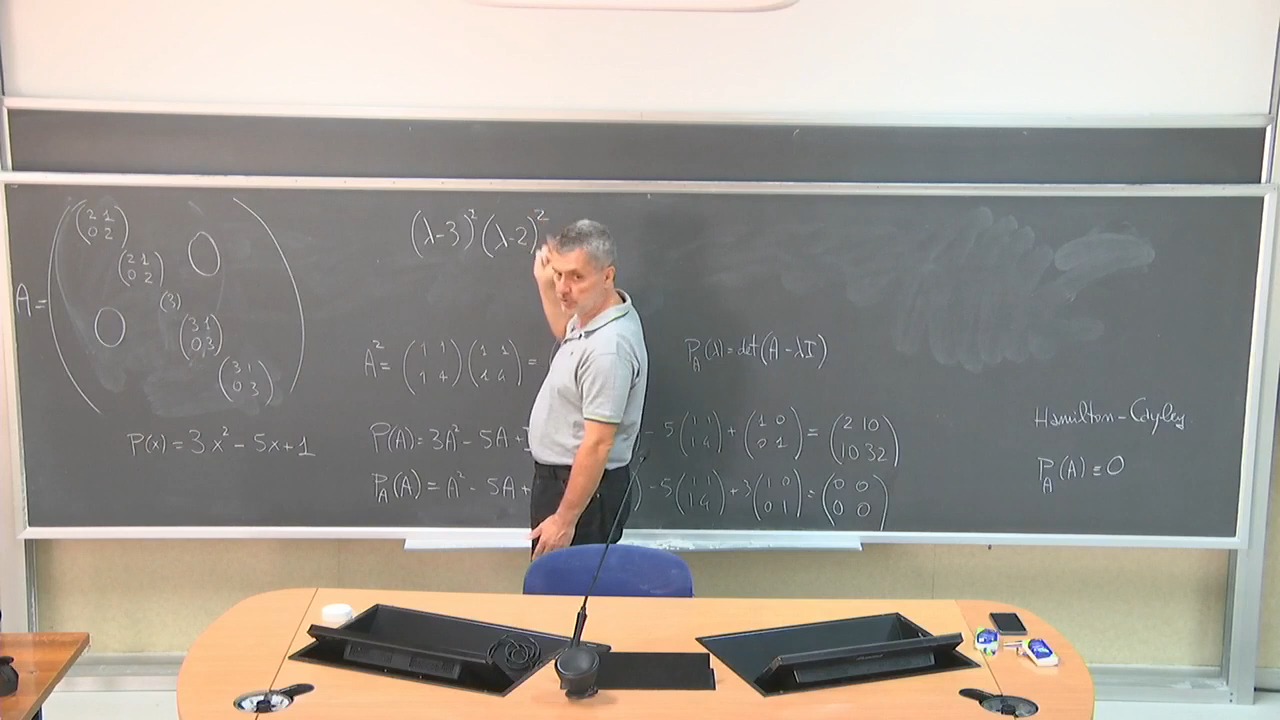 A = ( (2 1 / 0 2) (2 1 / 0 2) (3) (3 1 / 0 3) (3 1 / 0 3) 0 0 )
(λ-3)² (λ-2)²
A² = (1 1 / 1 4) (1 1 / 1 4) =
P_A(λ) = det(A - λI)
P(x) = 3x² - 5x + 1
P(A) = 3A² - 5A + - 5 (1 1 / 1 4) + (1 0 / 0 1) = (2 10 / 10 32)
P_A(A) = A² - 5A + - 5 (1 1 / 1 4) + 3 (1 0 / 0 1) = (0 0 / 0 0)
Hamilton-Cayley
P_A(A) ≡ 0